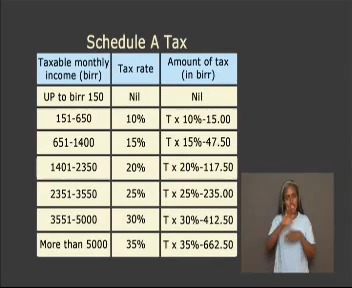 Schedule A Tax
Taxable monthly income (birr) Tax rate Amount of tax (in birr)
UP to birr 150 Nil Nil
151-650 10% T x 10%-15.00
651-1400 15% T x 15%-47.50
1401-2350 20% T x 20%-117.50
2351-3550 25% T x 25%-235.00
3551-5000 30% T x 30%-412.50
More than 5000 35% T x 35%-662.50